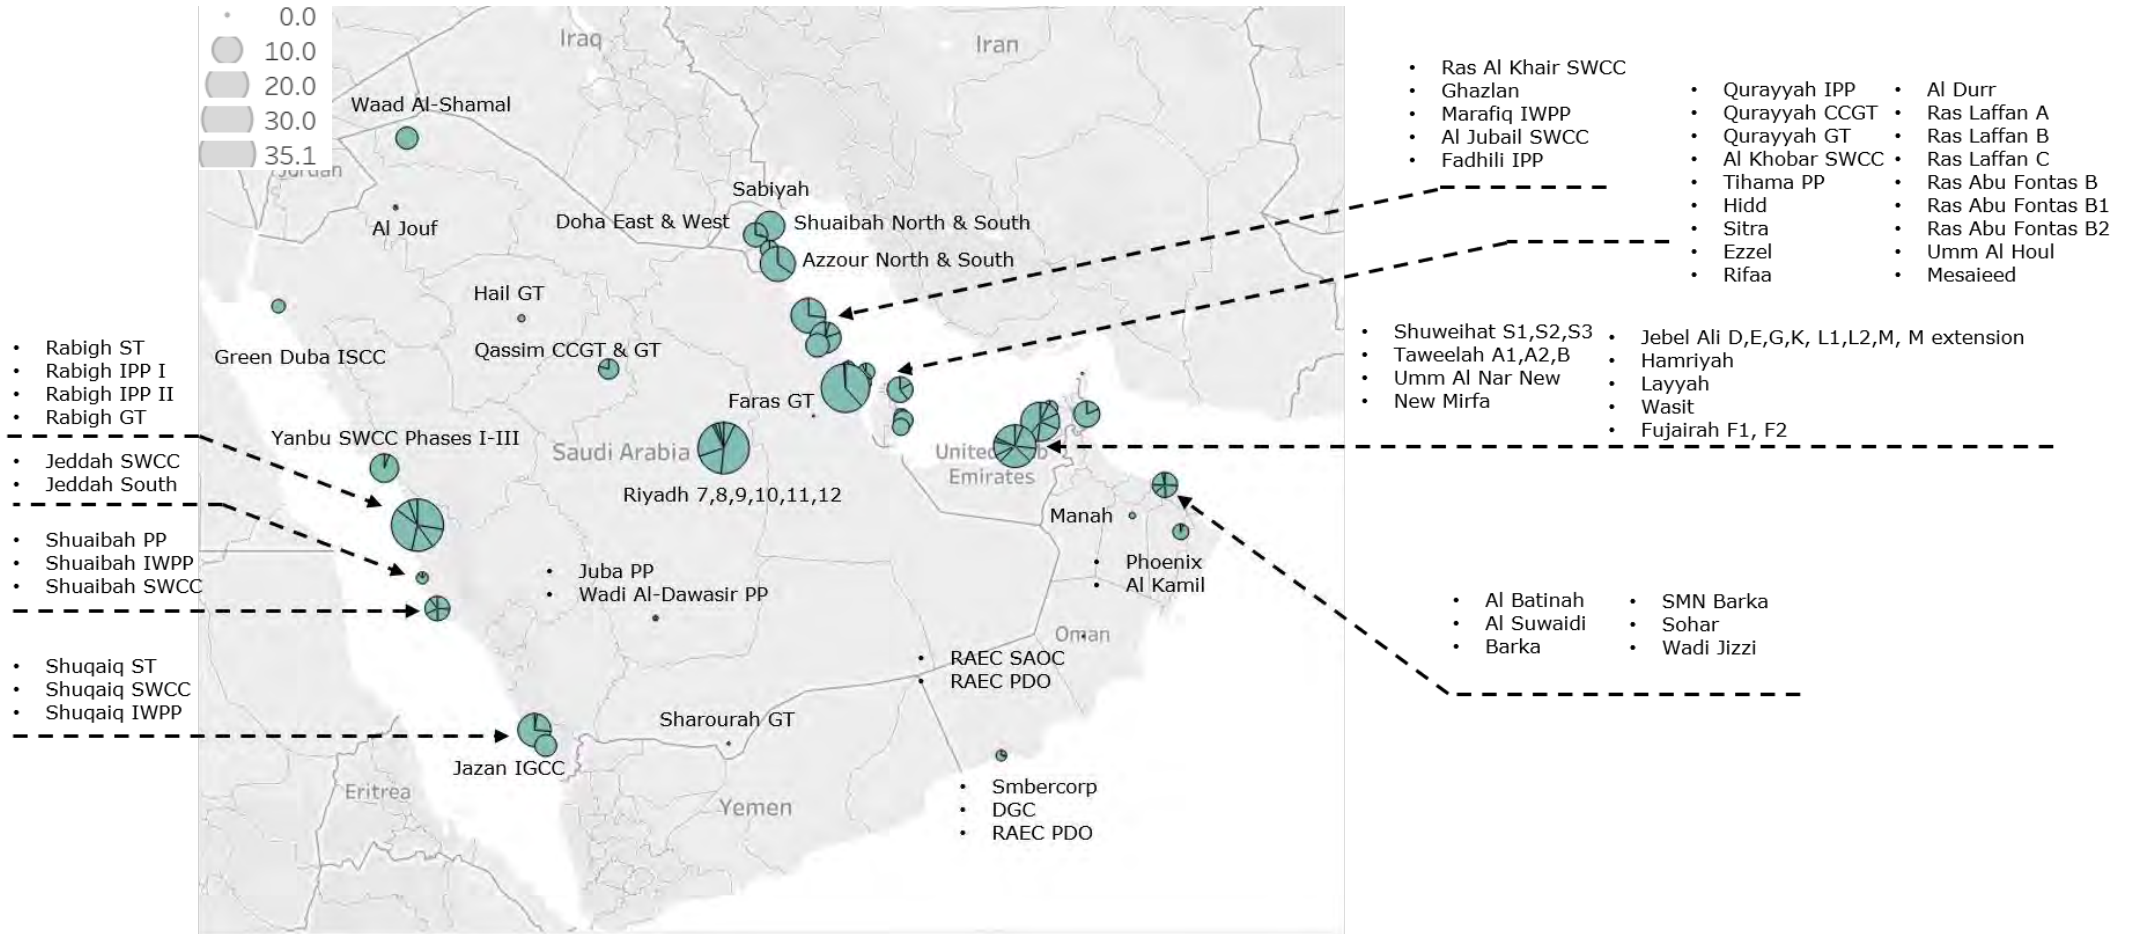 0.0
10.0
20.0
30.0
35.1
Iraq
Iran
Jordan
Waad Al-Shamal
Al Jouf
Sabiyah
Doha East & West
Shuaibah North & South
Azzour North & South
Hail GT
Qassim CCGT & GT
Green Duba ISCC
Faras GT
Yanbu SWCC Phases I-III
Saudi Arabia
Riyadh 7,8,9,10,11,12
United Arab
Emirates
Manah
• Phoenix
• Al Kamil
• Juba PP
• Wadi Al-Dawasir PP
Oman
• RAEC SAOC
• RAEC PDO
Sharourah GT
Jazan IGCC
Eritrea
Yemen
• Smbercorp
• DGC
• RAEC PDO
• Rabigh ST
• Rabigh IPP I
• Rabigh IPP II
• Rabigh GT
• Jeddah SWCC
• Jeddah South
• Shuaibah PP
• Shuaibah IWPP
• Shuaibah SWCC
• Shuqaiq ST
• Shuqaiq SWCC
• Shuqaiq IWPP
• Ras Al Khair SWCC
• Ghazlan
• Marafiq IWPP
• Al Jubail SWCC
• Fadhili IPP
• Qurayyah IPP
• Qurayyah CCGT
• Qurayyah GT
• Al Khobar SWCC
• Tihama PP
• Hidd
• Sitra
• Ezzel
• Rifaa
• Al Durr
• Ras Laffan A
• Ras Laffan B
• Ras Laffan C
• Ras Abu Fontas B
• Ras Abu Fontas B1
• Ras Abu Fontas B2
• Umm Al Houl
• Mesaieed
• Shuweihat S1,S2,S3
• Taweelah A1,A2,B
• Umm Al Nar New
• New Mirfa
• Jebel Ali D,E,G,K, L1,L2,M, M extension
• Hamriyah
• Layyah
• Wasit
• Fujairah F1, F2
• Al Batinah
• Al Suwaidi
• Barka
• SMN Barka
• Sohar
• Wadi Jizzi